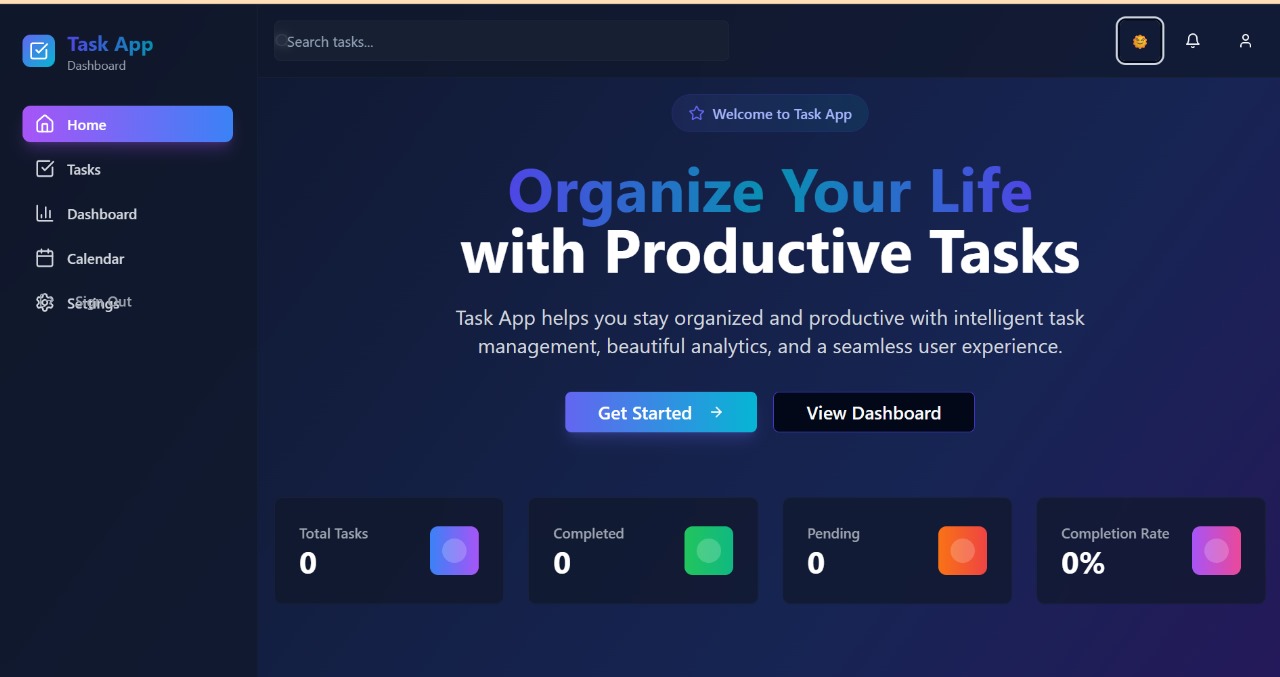 Task App
Dashboard
Search tasks...
Home
Tasks
Dashboard
Calendar
Settings
Sign Out
Welcome to Task App
Organize Your Life
with Productive Tasks
Task App helps you stay organized and productive with intelligent task
management, beautiful analytics, and a seamless user experience.
Get Started
View Dashboard
Total Tasks
0
Completed
0
Pending
0
Completion Rate
0%